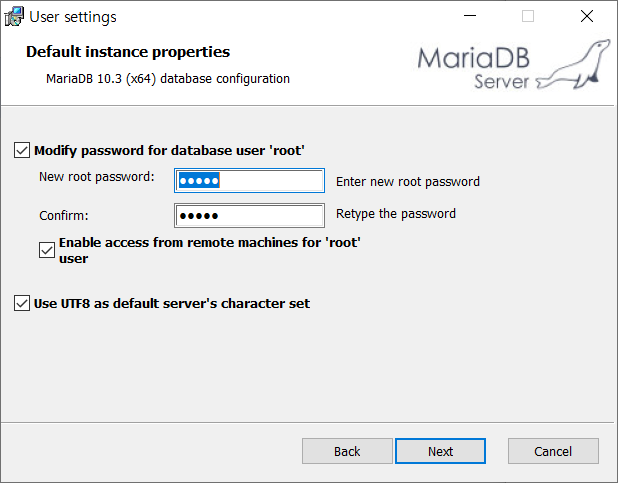 User settings
Default instance properties
MariaDB 10.3 (x64) database configuration
MariaDB
Server
Modify password for database user 'root'
New root password: ●●●●● Enter new root password
Confirm: ●●●●● Retype the password
Enable access from remote machines for 'root'
user
Use UTF8 as default server's character set
Back Next Cancel